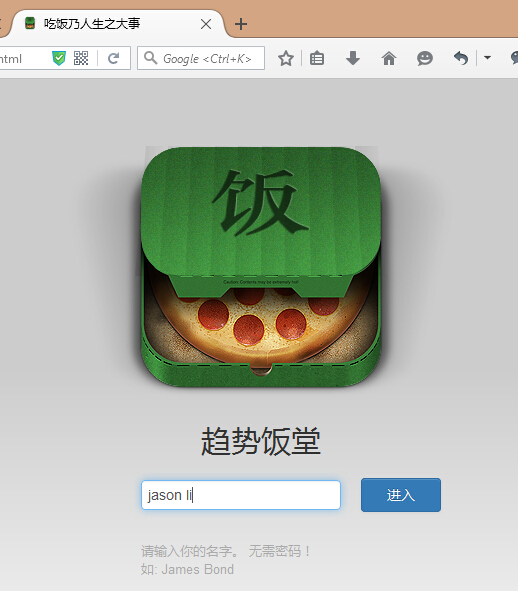 吃饭乃人生之大事
html
Google <Ctrl+K>
饭
Caution: Contents may be extremely hot!
趋势饭堂
jason li
进入
请输入你的名字。 无需密码！
如: James Bond